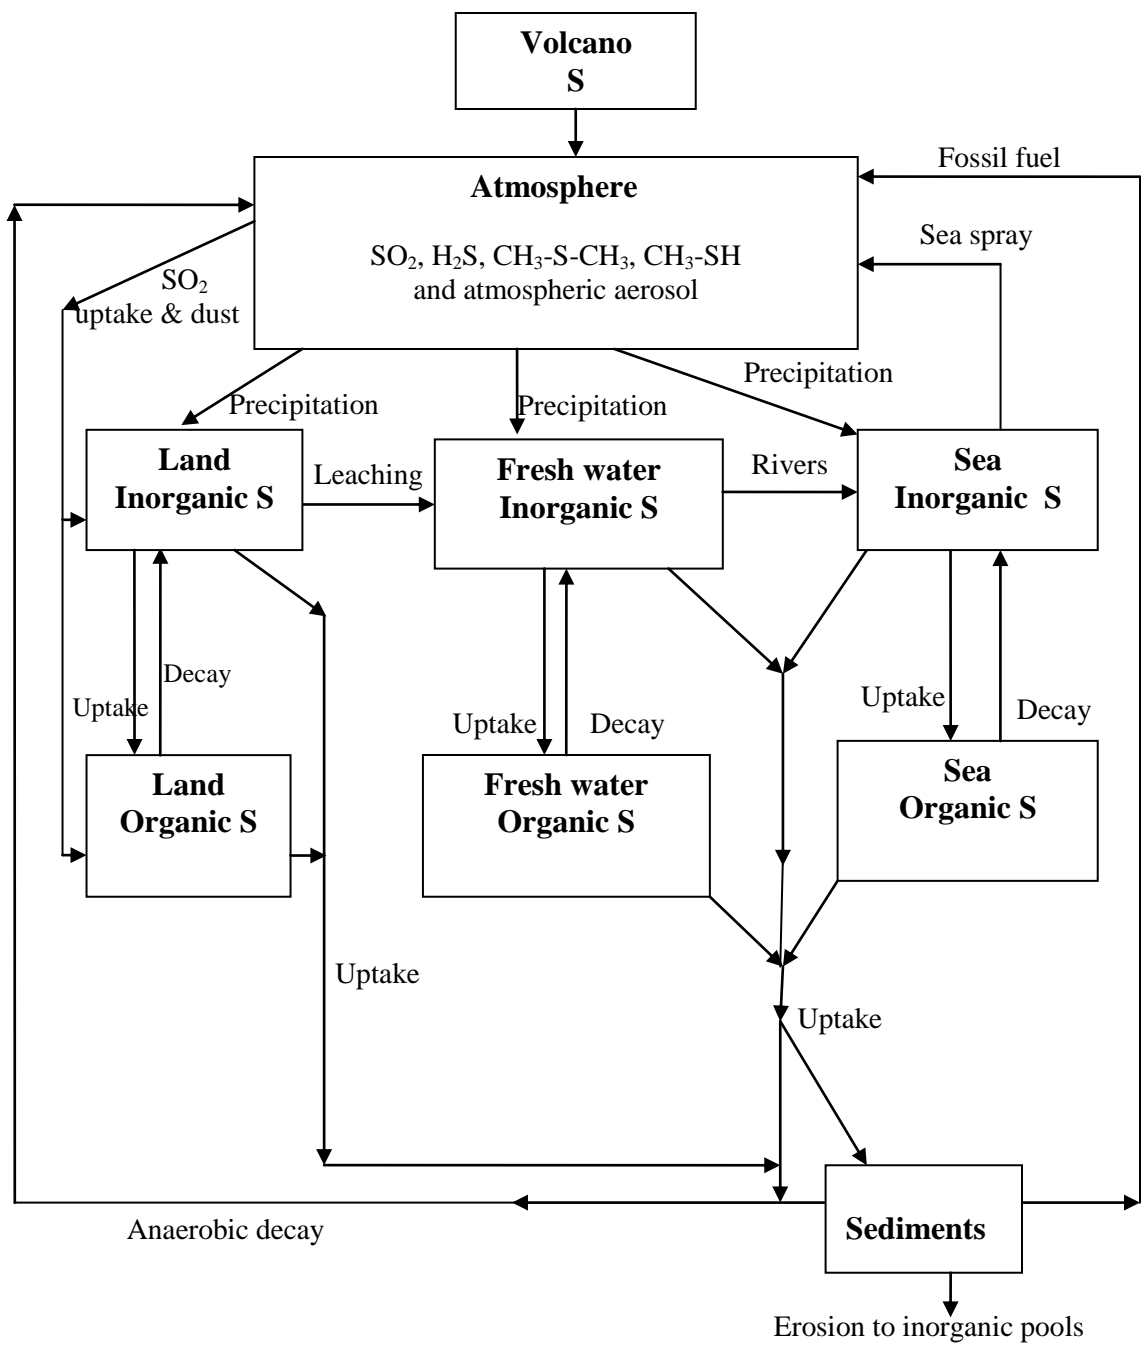 Volcano
S
Fossil fuel
Atmosphere
Sea spray
SO₂, H₂S, CH₃-S-CH₃, CH₃-SH
and atmospheric aerosol
SO₂
uptake & dust
Precipitation
Precipitation
Precipitation
Land
Inorganic S
Leaching
Fresh water
Inorganic S
Rivers
Sea
Inorganic S
Decay
Uptake
Uptake
Decay
Uptake
Decay
Land
Organic S
Fresh water
Organic S
Sea
Organic S
Uptake
Uptake
Anaerobic decay
Sediments
Erosion to inorganic pools